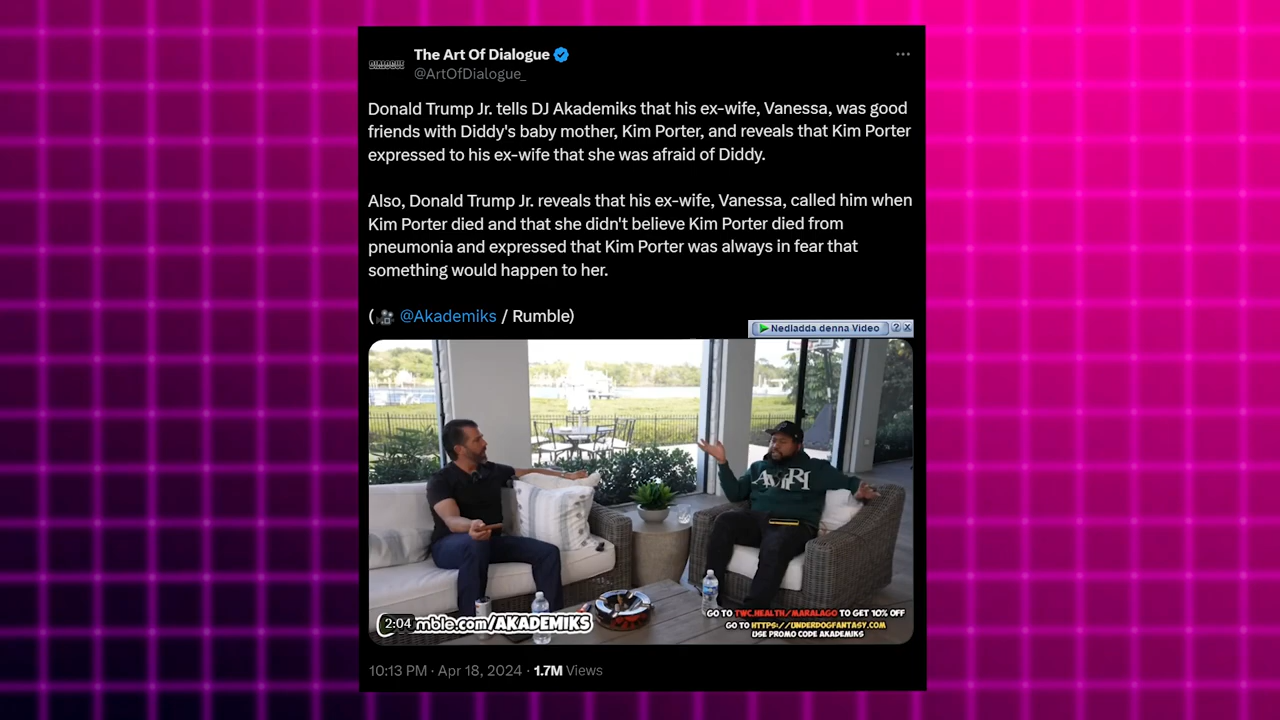 The Art Of Dialogue
@ArtOfDialogue_
Donald Trump Jr. tells DJ Akademiks that his ex-wife, Vanessa, was good
friends with Diddy's baby mother, Kim Porter, and reveals that Kim Porter
expressed to his ex-wife that she was afraid of Diddy.
Also, Donald Trump Jr. reveals that his ex-wife, Vanessa, called him when
Kim Porter died and that she didn't believe Kim Porter died from
pneumonia and expressed that Kim Porter was always in fear that
something would happen to her.
(🎥 @Akademiks / Rumble)
Nedladda denna Video ? X
AMIRI
GO TO TWC.HEALTH/MARALAGO TO GET 10% OFF
GO TO HTTPS://UNDERDOGFANTASY.COM
USE PROMO CODE AKADEMIKS
2:04 mble.com/AKADEMIKS
10:13 PM · Apr 18, 2024 · 1.7M Views